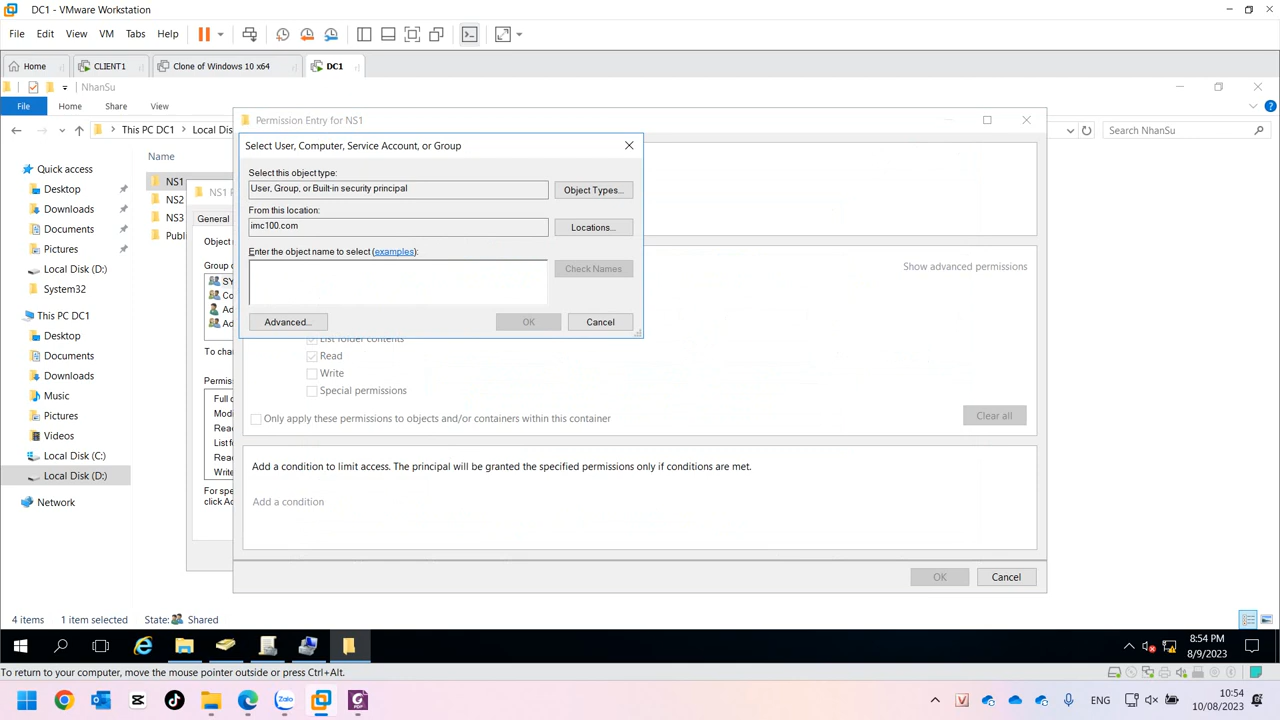 DC1 - VMware Workstation
File Edit View VM Tabs Help
Home CLIENT1 Clone of Windows 10 x64 DC1
NhanSu
File Home Share View
This PC DC1 Local Dis
Search NhanSu
Quick access
Desktop
Downloads
Documents
Pictures
Local Disk (D:)
System32
This PC DC1
Desktop
Documents
Downloads
Music
Pictures
Videos
Local Disk (C:)
Local Disk (D:)
Network
Name
NS1
NS2
NS3
Publ
NS1 P
General
Object
Group o
SY
Co
Ad
Ad
To char
Permiss
Full c
Modi
Read
List fo
Read
Write
For spe
click Ad
Permission Entry for NS1
Select User, Computer, Service Account, or Group
Select this object type:
User, Group, or Built-in security principal
Object Types...
From this location:
imc100.com
Locations...
Enter the object name to select (examples):
Check Names
Advanced... OK Cancel
Show advanced permissions
List folder contents
Read
Write
Special permissions
Only apply these permissions to objects and/or containers within this container
Clear all
Add a condition to limit access. The principal will be granted the specified permissions only if conditions are met.
Add a condition
OK Cancel
4 items 1 item selected State: Shared
8:54 PM
8/9/2023
To return to your computer, move the mouse pointer outside or press Ctrl+Alt.
Zalo
PDF
ENG
10:54
10/08/2023